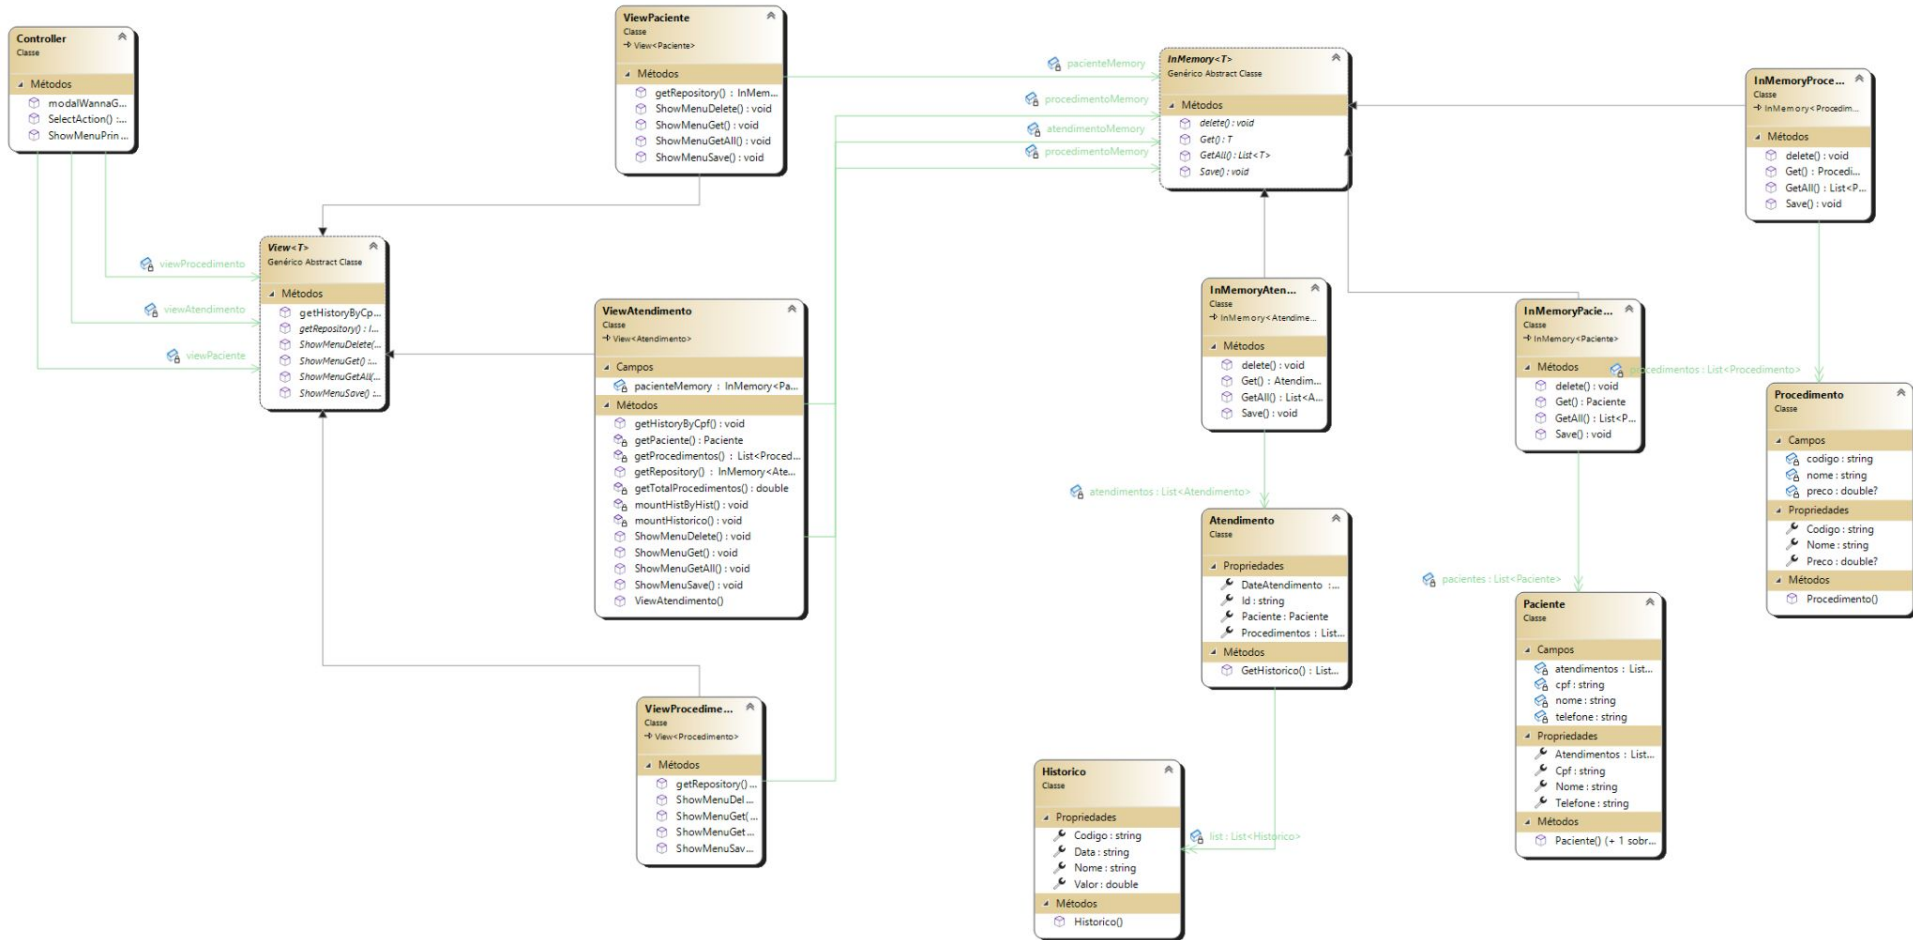 Controller
Classe
Métodos
modalWannaG...
SelectAction() :...
ShowMenuPrin...
ViewPaciente
Classe
View<Paciente>
Métodos
getRepository() : InMem...
ShowMenuDelete() : void
ShowMenuGet() : void
ShowMenuGetAll() : void
ShowMenuSave() : void
pacienteMemory
procedimentoMemory
atendimentoMemory
procedimentoMemory
InMemory<T>
Genérico Abstract Classe
Métodos
delete() : void
Get() : T
GetAll() : List<T>
Save() : void
InMemoryProce...
Classe
InMemory<Procedim...
Métodos
delete() : void
Get() : Procedi...
GetAll() : List<P...
Save() : void
viewProcedimento
viewAtendimento
viewPaciente
View<T>
Genérico Abstract Classe
Métodos
getHistoryByCp...
getRepository() : I...
ShowMenuDelete(...
ShowMenuGet() :...
ShowMenuGetAll(...
ShowMenuSave() :...
ViewAtendimento
Classe
View<Atendimento>
Campos
pacienteMemory : InMemory<Pa...
Métodos
getHistoryByCpf() : void
getPaciente() : Paciente
getProcedimentos() : List<Proced...
getRepository() : InMemory<Ate...
getTotalProcedimentos() : double
mountHistByHist() : void
mountHistorico() : void
ShowMenuDelete() : void
ShowMenuGet() : void
ShowMenuGetAll() : void
ShowMenuSave() : void
ViewAtendimento()
InMemoryAten...
Classe
InMemory<Atendime...
Métodos
delete() : void
Get() : Atendim...
GetAll() : List<A...
Save() : void
InMemoryPacie...
Classe
InMemory<Paciente>
Métodos
delete() : void
Get() : Paciente
GetAll() : List<P...
Save() : void
procedimentos : List<Procedimento>
Procedimento
Classe
Campos
codigo : string
nome : string
preco : double?
Propriedades
Codigo : string
Nome : string
Preco : double?
Métodos
Procedimento()
atendimentos : List<Atendimento>
Atendimento
Classe
Propriedades
DateAtendimento :...
Id : string
Paciente : Paciente
Procedimentos : List...
Métodos
GetHistorico() : List...
pacientes : List<Paciente>
Paciente
Classe
Campos
atendimentos : List...
cpf : string
nome : string
telefone : string
Propriedades
Atendimentos : List...
Cpf : string
Nome : string
Telefone : string
Métodos
Paciente() (+ 1 sobr...
ViewProcedime...
Classe
View<Procedimento>
Métodos
getRepository() ...
ShowMenuDel...
ShowMenuGet(...
ShowMenuGet...
ShowMenuSav...
Historico
Classe
Propriedades
Codigo : string
Data : string
Nome : string
Valor : double
Métodos
Historico()
list : List<Historico>